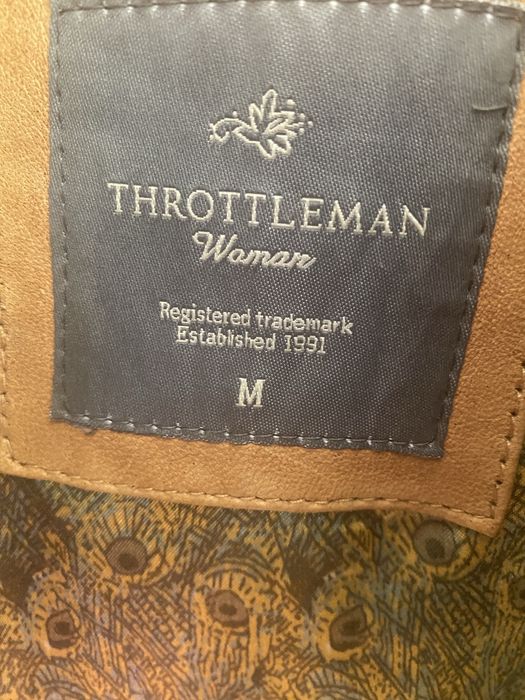 THROTTLEMAN
Woman
Registered trademark
Established 1991
M